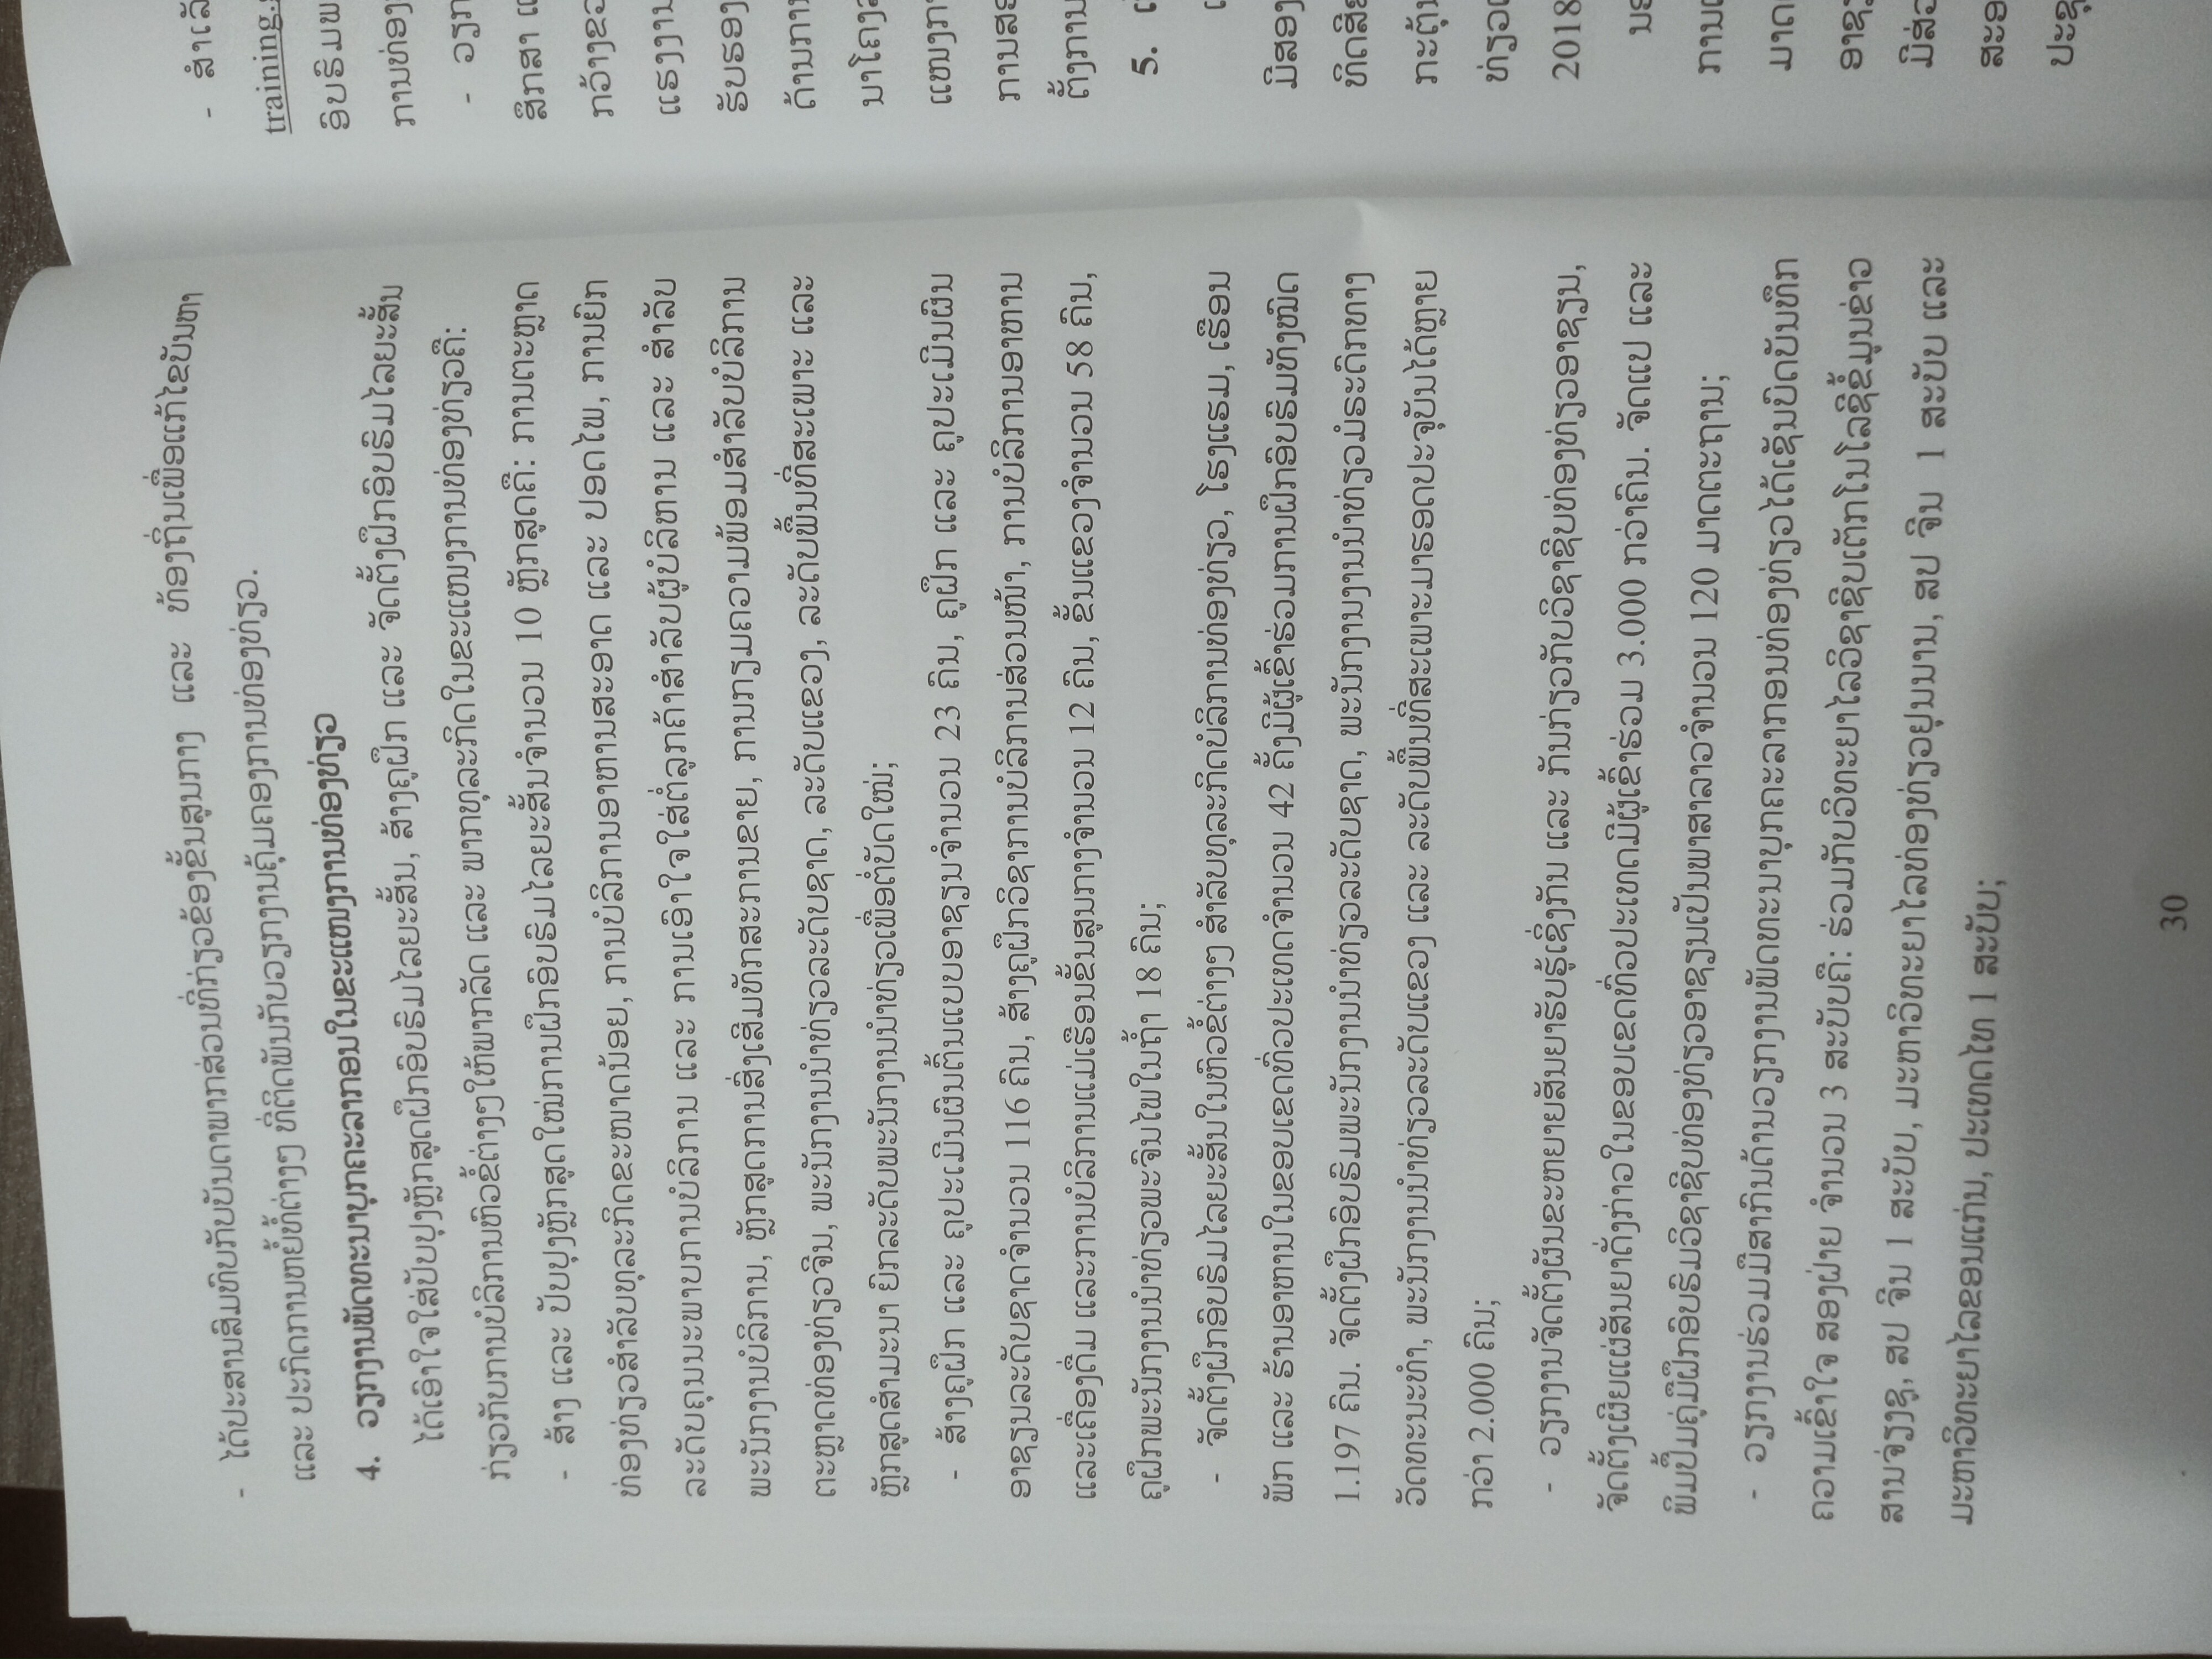 - ໄດ້ປະສານສົມທົບກັບບັນດາພາກສ່ວນທີ່ກ່ຽວຂ້ອງຂັ້ນສູນກາງ ແລະ ທ້ອງຖິ່ນເພື່ອແກ້ໄຂບັນຫາ
ແລະ ປະກົດການຫຍໍ້ທໍ້ຕ່າງໆ ທີ່ຕິດພັນກັບວຽກງານຄຸ້ມຄອງການທ່ອງທ່ຽວ.
4. ວຽກງານພັດທະນາບຸກຄະລາກອນໃນຂະແໜງການທ່ອງທ່ຽວ
ໄດ້ເອົາໃຈໃສ່ປັບປຸງຫຼັກສູດຝຶກອົບຮົມໄລຍະສັ້ນ, ສ້າງຄູຝຶກ ແລະ ຈັດຕັ້ງຝຶກອົບຮົມໄລຍະສັ້ນ
ກ່ຽວກັບການບໍລິການຫົວຂໍ້ຕ່າງໆໃຫ້ພາກລັດ ແລະ ພາກທຸລະກິດໃນຂະແໜງການທ່ອງທ່ຽວຄື:
- ສ້າງ ແລະ ປັບປຸງຫຼັກສູດໃໝ່ການຝຶກອົບຮົມໄລຍະສັ້ນຈຳນວນ 10 ຫຼັກສູດຄື: ການຕະຫຼາດ
ທ່ອງທ່ຽວສຳລັບທຸລະກິດຂະໜາດນ້ອຍ, ການບໍລິການອາຫານສະອາດ ແລະ ປອດໄພ, ການຍົກ
ລະດັບຄຸນນະພາບການບໍລິການ ແລະ ການເອົາໃຈໃສ່ຕໍ່ລູກຄ້າສຳລັບຜູ້ບໍລິຫານ ແລະ ສຳລັບ
ພະນັກງານບໍລິການ, ຫຼັກສູດການສົ່ງເສີມທັກສະການຂາຍ, ການກຽມຄວາມພ້ອມສຳລັບບໍລິການ
ຕະຫຼາດທ່ອງທ່ຽວຈີນ, ພະນັກງານນຳທ່ຽວລະດັບຊາດ, ລະດັບແຂວງ, ລະດັບພື້ນທີ່ສະເພາະ ແລະ
ຫຼັກສູດສຳມະນາ ຍົກລະດັບພະນັກງານນຳທ່ຽວເພື່ອຕໍ່ບັດໃໝ່;
- ສ້າງຄູຝຶກ ແລະ ຄູປະເມີນຜົນຕົ້ນແບບອາຊຽນຈຳນວນ 23 ຄົນ, ຄູຝຶກ ແລະ ຄູປະເມີນຜົນ
ອາຊຽນລະດັບຊາດຈຳນວນ 116 ຄົນ, ສ້າງຄູຝຶກວິຊາການບໍລິການສ່ວນໜ້າ, ການບໍລິການອາຫານ
ແລະເຄື່ອງດື່ມ ແລະການບໍລິການແມ່ເຮືອນຂັ້ນສູນກາງຈຳນວນ 12 ຄົນ, ຂັ້ນແຂວງຈຳນວນ 58 ຄົນ,
ຄູຝຶກພະນັກງານນຳທ່ຽວພະຈົນໄພໃນຖ້ຳ 18 ຄົນ;
- ຈັດຕັ້ງຝຶກອົບຮົມໄລຍະສັ້ນໃນຫົວຂໍ້ຕ່າງໆ ສຳລັບທຸລະກິດບໍລິການທ່ອງທ່ຽວ, ໂຮງແຮມ, ເຮືອນ
ພັກ ແລະ ຮ້ານອາຫານໃນຂອບເຂດທົ່ວປະເທດຈຳນວນ 42 ຄັ້ງມີຜູ້ເຂົ້າຮ່ວມການຝຶກອົບຮົມທັງໝົດ
1.197 ຄົນ. ຈັດຕັ້ງຝຶກອົບຮົມພະນັກງານນຳທ່ຽວລະດັບຊາດ, ພະນັກງານງານນຳທ່ຽວມໍຣະດົກທາງ
ວັດທະນະທຳ, ພະນັກງານນຳທ່ຽວລະດັບແຂວງ ແລະ ລະດັບພື້ນທີ່ສະເພາະມາຮອດປະຈຸບັນໄດ້ຫຼາຍ
ກວ່າ 2.000 ຄົນ;
- ວຽກງານຈັດຕັ້ງຜັນຂະຫຍາຍສັນຍາຮັບຮູ້ເຊິ່ງກັນ ແລະ ກັນກ່ຽວກັບວິຊາຊີບທ່ອງທ່ຽວອາຊຽນ,
ຈັດຕັ້ງເຜີຍແຜ່ສັນຍາດັ່ງກ່າວໃນຂອບເຂດທົ່ວປະເທດມີຜູ້ເຂົ້າຮ່ວມ 3.000 ກວ່າຄົນ. ຈັດແປ ແລະ
ພິມປຶ້ມຄູ່ມືຝຶກອົບຮົມວິຊາຊີບທ່ອງທ່ຽວອາຊຽນເປັນພາສາລາວຈຳນວນ 120 ມາດຕະຖານ;
- ວຽກງານຮ່ວມມືສາກົນດ້ານວຽກງານພັດທະນາບຸກຄະລາກອນທ່ອງທ່ຽວໄດ້ເຊັນບົດບັນທຶກ
ຄວາມເຂົ້າໃຈ ສອງຝ່າຍ ຈຳນວນ 3 ສະບັບຄື: ຮ່ວມກັບວິທະຍາໄລວິຊາຊີບເຕັກໂນໂລຊີຂໍ້ມູນຂ່າວ
ສານຈ່ຽງຊູ, ສປ ຈີນ 1 ສະບັບ, ມະຫາວິທະຍາໄລທ່ອງທ່ຽວຢູນນານ, ສປ ຈີນ 1 ສະບັບ ແລະ
ມະຫາວິທະຍາໄລຂອນແກ່ນ, ປະເທດໄທ 1 ສະບັບ;
30
- ສຳເລັ
training.
ອົບຮົມພ
ການທ່ອງ
- ວຽກ
ສຶກສາ ແ
ກວ້າງຂວ
ແຮງງານ
ຮັບຮອງ
ດ້ານການ
ມາໂຄງວ
ແໜງກາ
ການສະ
ຕັ້ງການ
5. ເ
ມີສອງ
ທິດສີ
ກະຕຸ້ນ
ທ່ຽວເ
2018
ການແ
ມາດ
ອາຊຽ
ມີສ່ວ
ສະອ
ປະຊຸ